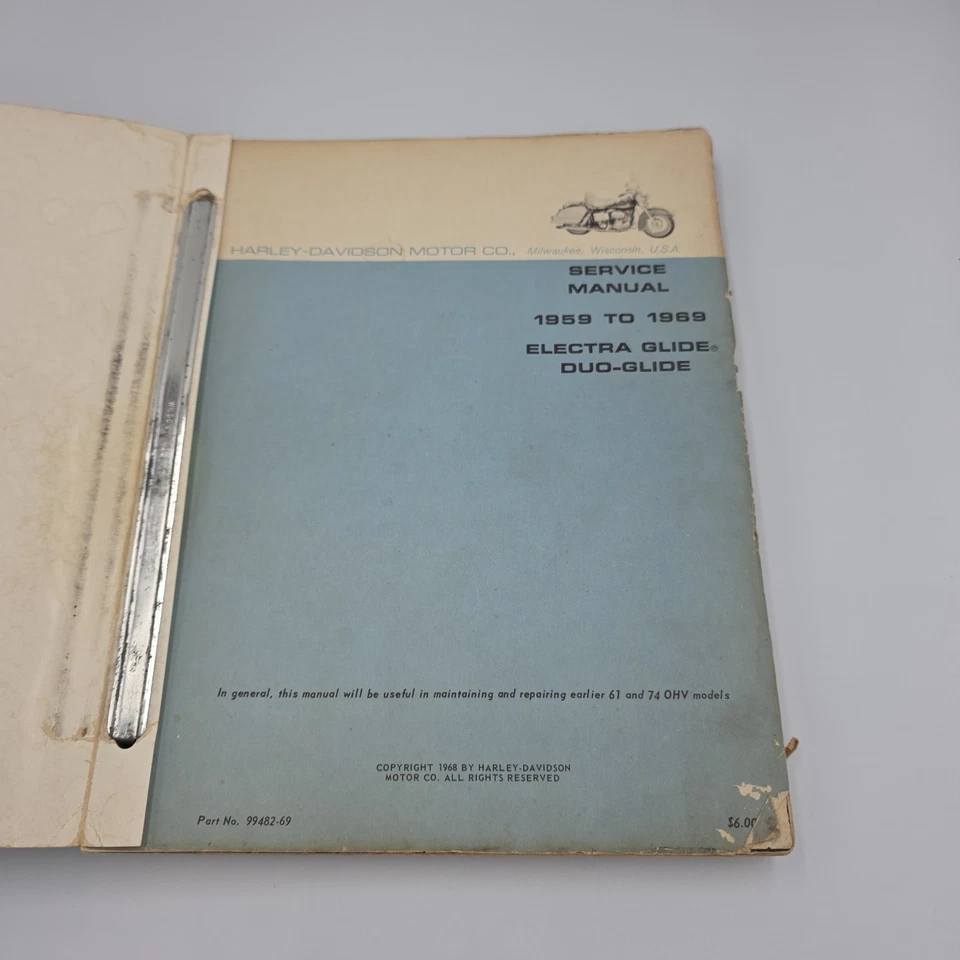 HARLEY-DAVIDSON MOTOR CO., Milwaukee, Wisconsin, U.S.A.
SERVICE
MANUAL
1959 TO 1969
ELECTRA GLIDE®
DUO-GLIDE
In general, this manual will be useful in maintaining and repairing earlier 61 and 74 OHV models
COPYRIGHT 1968 BY HARLEY-DAVIDSON
MOTOR CO. ALL RIGHTS RESERVED
Part No. 99482-69
$6.00